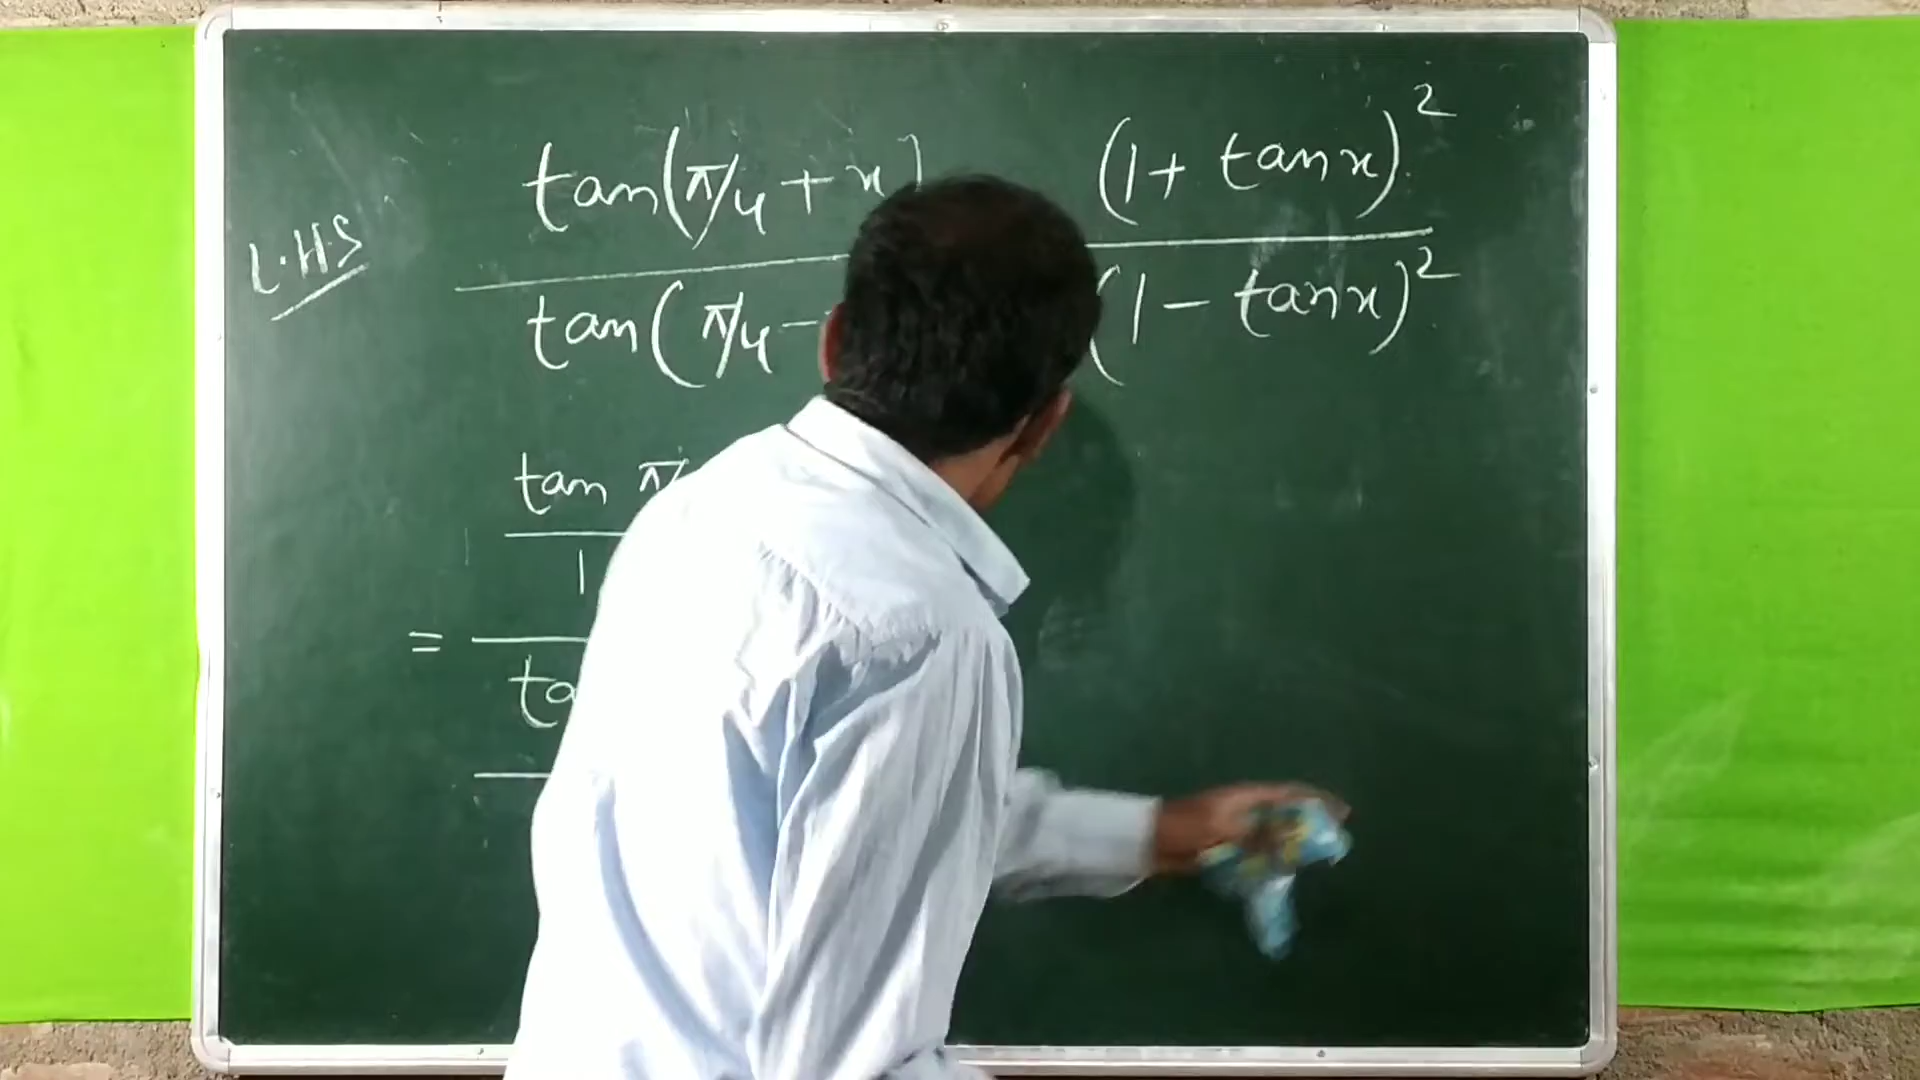 tan(π/4 + x) (1 + tan x)²
L.H.S
tan(π/4 - (1 - tan x)²
tan π/
1
=
ta